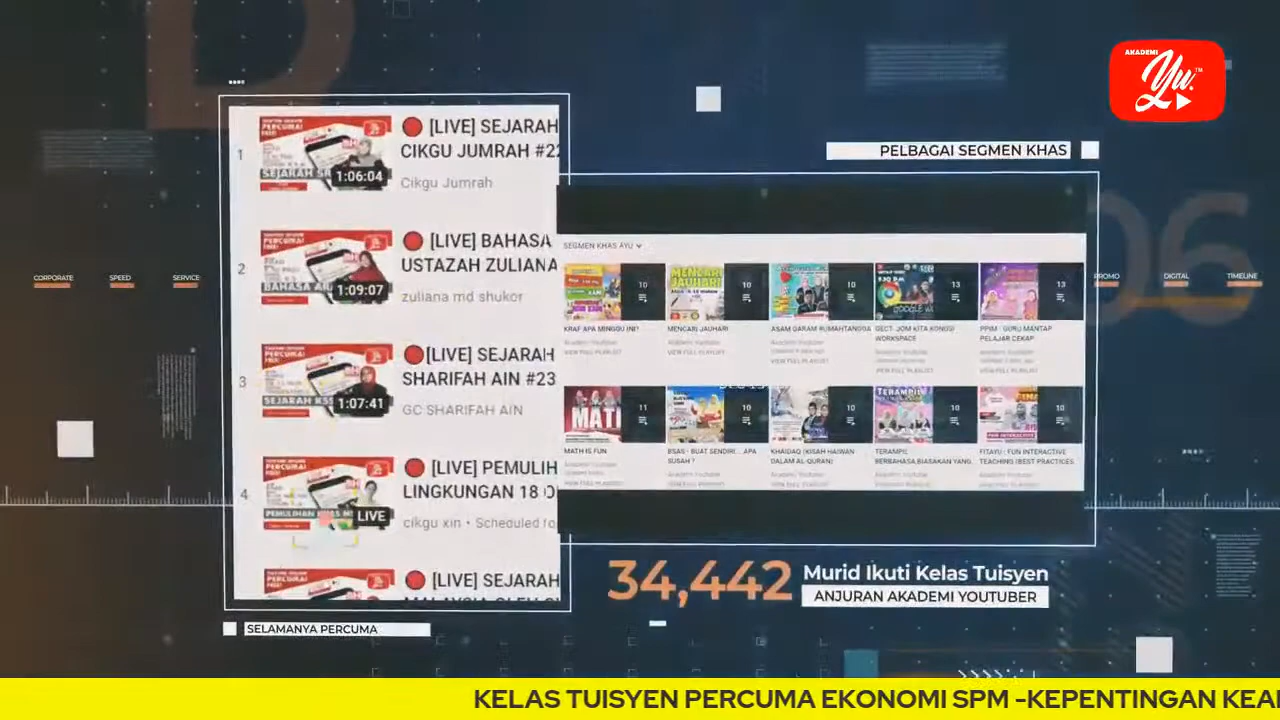 AKADEMI
Yu.
PELBAGAI SEGMEN KHAS
1
1:06:04
[LIVE] SEJARAH
CIKGU JUMRAH #22
Cikgu Jumrah
2
1:09:07
[LIVE] BAHASA
USTAZAH ZULIANA
zuliana md shukor
3
1:07:41
[LIVE] SEJARAH
SHARIFAH AIN #23
GC SHARIFAH AIN
4
LIVE
[LIVE] PEMULIH
LINGKUNGAN 18
cikgu xin • Scheduled fo
[LIVE] SEJARAH
SELAMANYA PERCUMA
CORPORATE
SPEED
SERVICE
SEGMEN KHAS AYU
10
10
10
13
13
KRAF APA MINGGU INI?
MENCARI JAUHARI
ASAM GARAM RUMAHTANGGA
GECT: JOM KITA KONGSI
WORKSPACE
PPIM : GURU MANTAP
PELAJAR CEKAP
VIEW FULL PLAYLIST
11
10
10
10
10
MATH IS FUN
BSAS - BUAT SENDIRI ... APA
SUSAH ?
KHAIDAQ (KISAH HAIWAN
DALAM AL-QURAN)
TERAMPIL
BERBAHASA,BIASAKAN YANG
FITAYU : FUN INTERACTIVE
TEACHING (BEST PRACTICES
PROMO
DIGITAL
TIMELINE
06
34,442
Murid Ikuti Kelas Tuisyen
ANJURAN AKADEMI YOUTUBER
KELAS TUISYEN PERCUMA EKONOMI SPM -KEPENTINGAN KEA